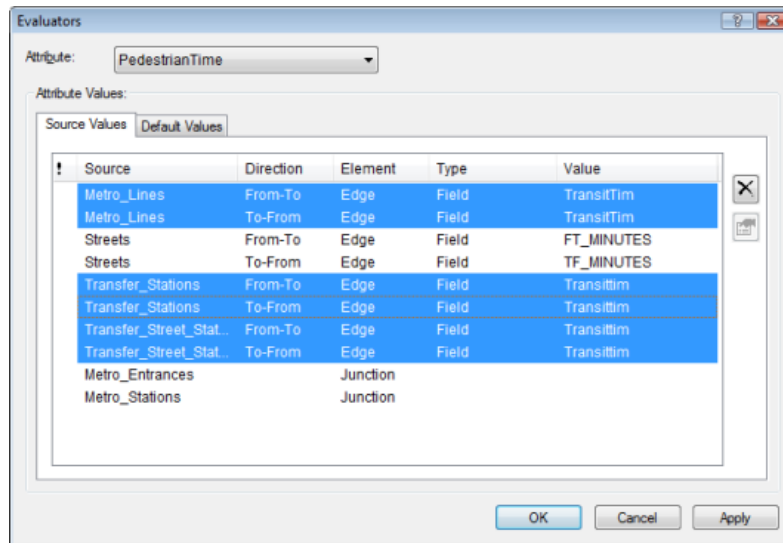 Evaluators
Attribute: PedestrianTime
Attribute Values:
Source Values Default Values
! Source Direction Element Type Value
Metro_Lines From-To Edge Field TransitTim
Metro_Lines To-From Edge Field TransitTim
Streets From-To Edge Field FT_MINUTES
Streets To-From Edge Field TF_MINUTES
Transfer_Stations From-To Edge Field Transittim
Transfer_Stations To-From Edge Field Transittim
Transfer_Street_Stat... From-To Edge Field Transittim
Transfer_Street_Stat... To-From Edge Field Transittim
Metro_Entrances Junction
Metro_Stations Junction
OK Cancel Apply